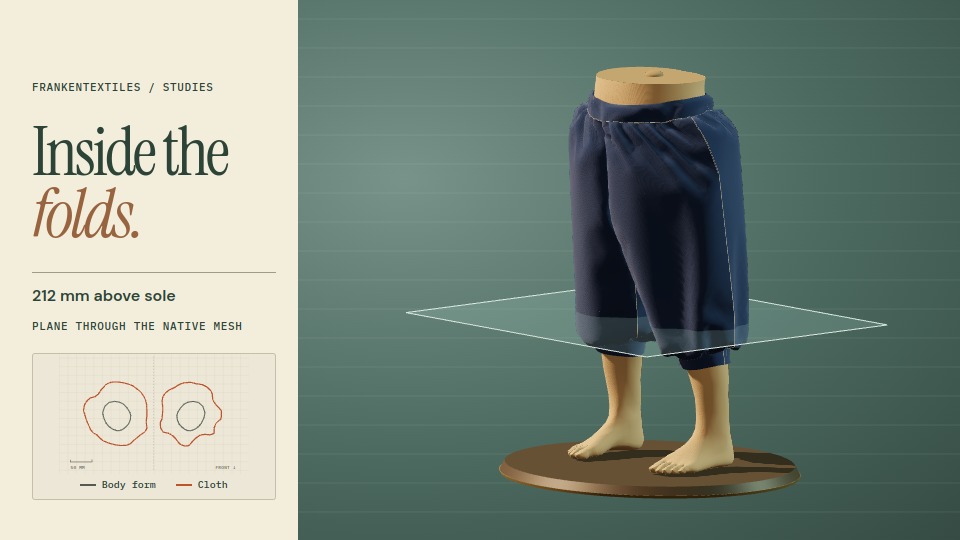 FRANKENTEXTILES / STUDIES
Inside the
folds.
212 mm above sole
PLANE THROUGH THE NATIVE MESH
50 MM
FRONT ↓
Body form
Cloth